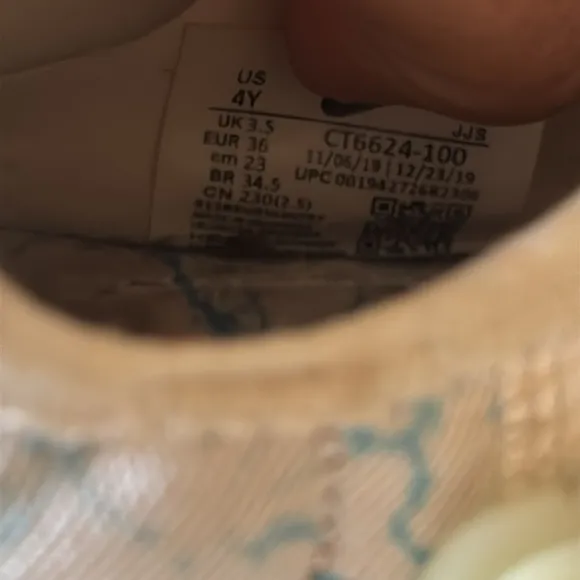 US
4Y
JJS
UK 3.5
CT6624-100
EUR 36
11/06/19 | 12/23/19
cm 23
UPC
BR 34.5
CN 230(2.5)